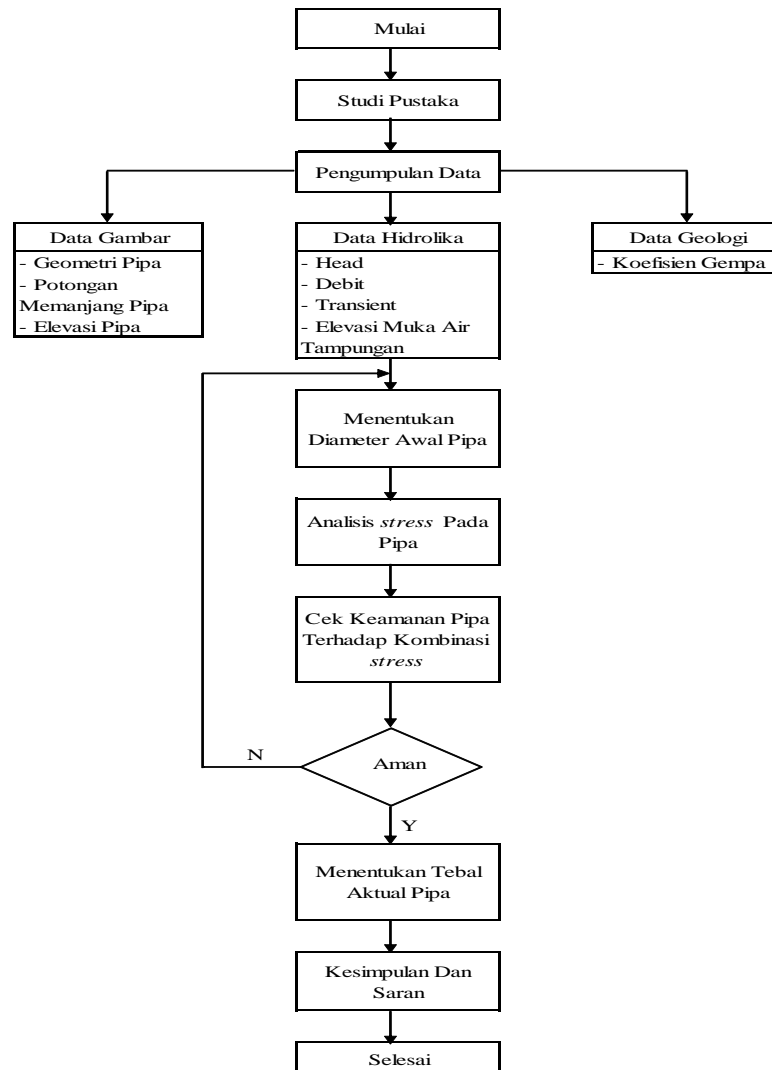 Mulai
Studi Pustaka
Pengumpulan Data
Data Gambar
- Geometri Pipa
- Potongan
Memanjang Pipa
- Elevasi Pipa
Data Hidrolika
- Head
- Debit
- Transient
- Elevasi Muka Air
Tampungan
Data Geologi
- Koefisien Gempa
Menentukan
Diameter Awal Pipa
Analisis stress Pada
Pipa
Cek Keamanan Pipa
Terhadap Kombinasi
stress
N
Aman
Y
Menentukan Tebal
Aktual Pipa
Kesimpulan Dan
Saran
Selesai